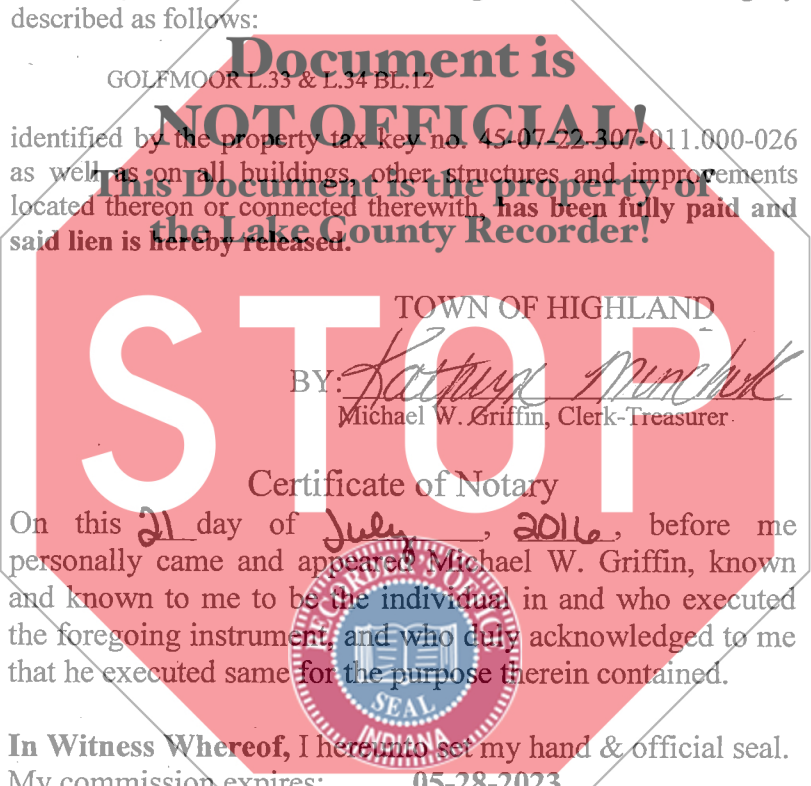 described as follows:
Document is
GOLFMOOR L.33 & L.34 BL.12
NOT OFFICIAL!
identified by the property tax key no. 45-07-22-307-011.000-026
This Document is the property of
as well as on all buildings, other structures and improvements
located thereon or connected therewith, has been fully paid and
the Lake County Recorder!
said lien is hereby released.
STOP
TOWN OF HIGHLAND
BY: Kathryn
Michael W. Griffin, Clerk-Treasurer
Certificate of Notary
On this 21 day of July, 2016, before me
personally came and appeared Michael W. Griffin, known
and known to me to be the individual in and who executed
the foregoing instrument, and who duly acknowledged to me
that he executed same for the purpose therein contained.
RECORDER'S OFFICE
SEAL
INDIANA
In Witness Whereof, I hereunto set my hand & official seal.
My commission expires: 05-28-2023